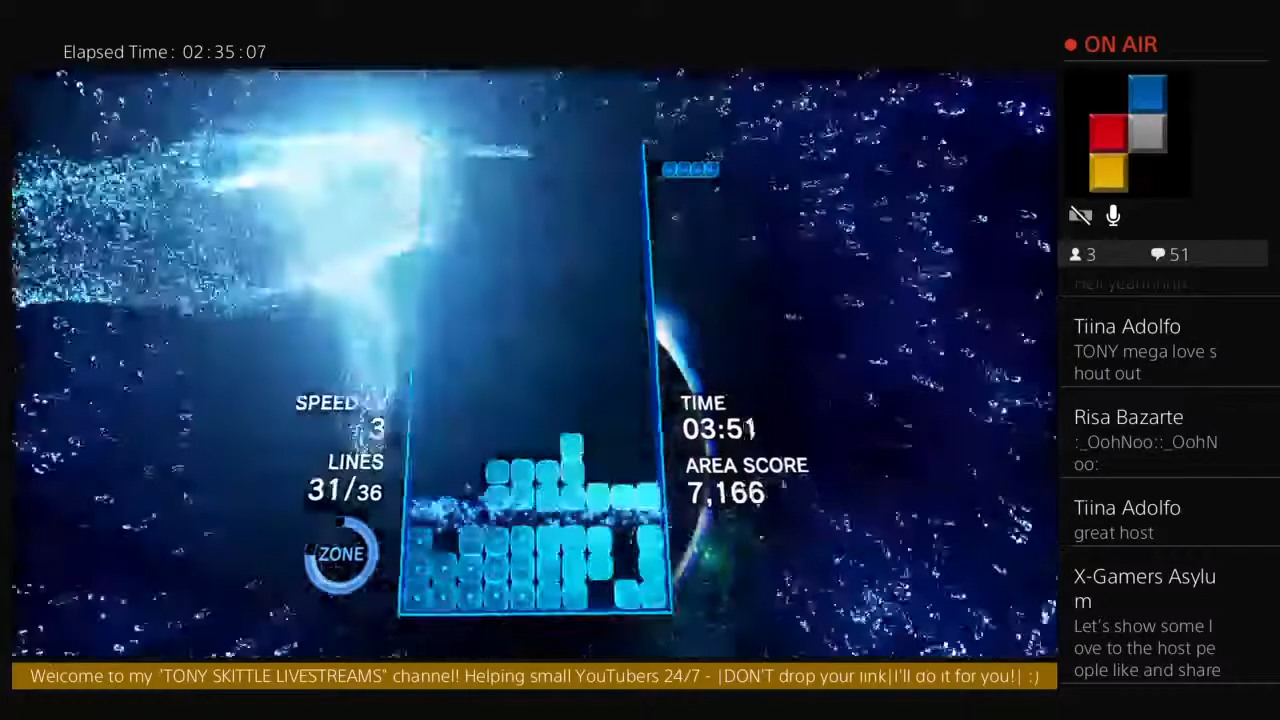 Elapsed Time: 02:35:07
ON AIR
3 51
Hell yeahhhhh
Tiina Adolfo
TONY mega love s
hout out
Risa Bazarte
:_OohNoo::_OohN
oo:
Tiina Adolfo
great host
X-Gamers Asylu
m
Let's show some l
ove to the host pe
ople like and share
SPEED LV
3
LINES
31/36
ZONE
TIME
03:51
AREA SCORE
7,166
Welcome to my "TONY SKITTLE LIVESTREAMS" channel! Helping small YouTubers 24/7 - |DON'T drop your link|I'll do it for you!| :)